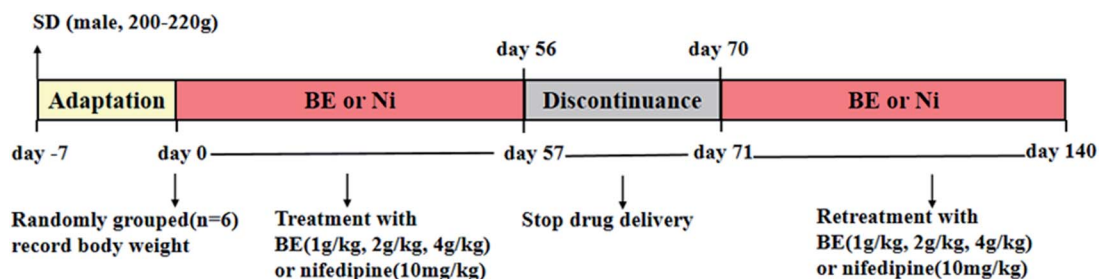 SD (male, 200-220g)
day 56
day 70
Adaptation
BE or Ni
Discontinuance
BE or Ni
day -7
day 0
day 57
day 71
day 140
Randomly grouped(n=6)
record body weight
Treatment with
BE(1g/kg, 2g/kg, 4g/kg)
or nifedipine(10mg/kg)
Stop drug delivery
Retreatment with
BE(1g/kg, 2g/kg, 4g/kg)
or nifedipine(10mg/kg)